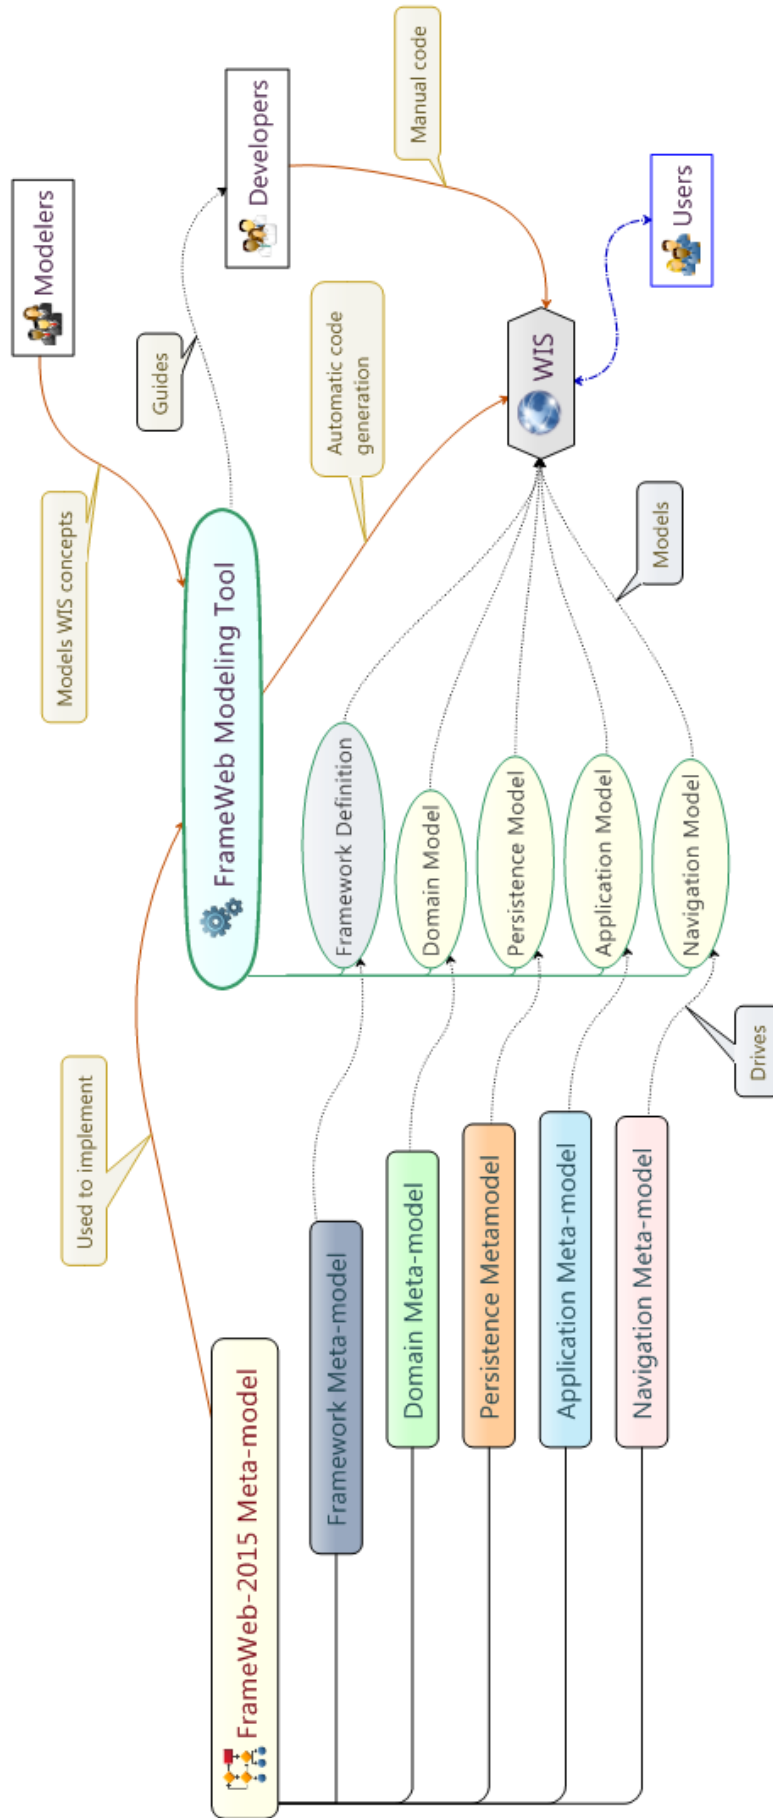 Modelers
Models WIS concepts
Used to implement
Guides
Developers
Manual code
FrameWeb Modeling Tool
FrameWeb-2015 Meta-model
Automatic code
generation
Framework Meta-model
Framework Definition
Domain Meta-model
Domain Model
Persistence Metamodel
Persistence Model
WIS
Application Meta-model
Application Model
Navigation Meta-model
Navigation Model
Models
Users
Drives